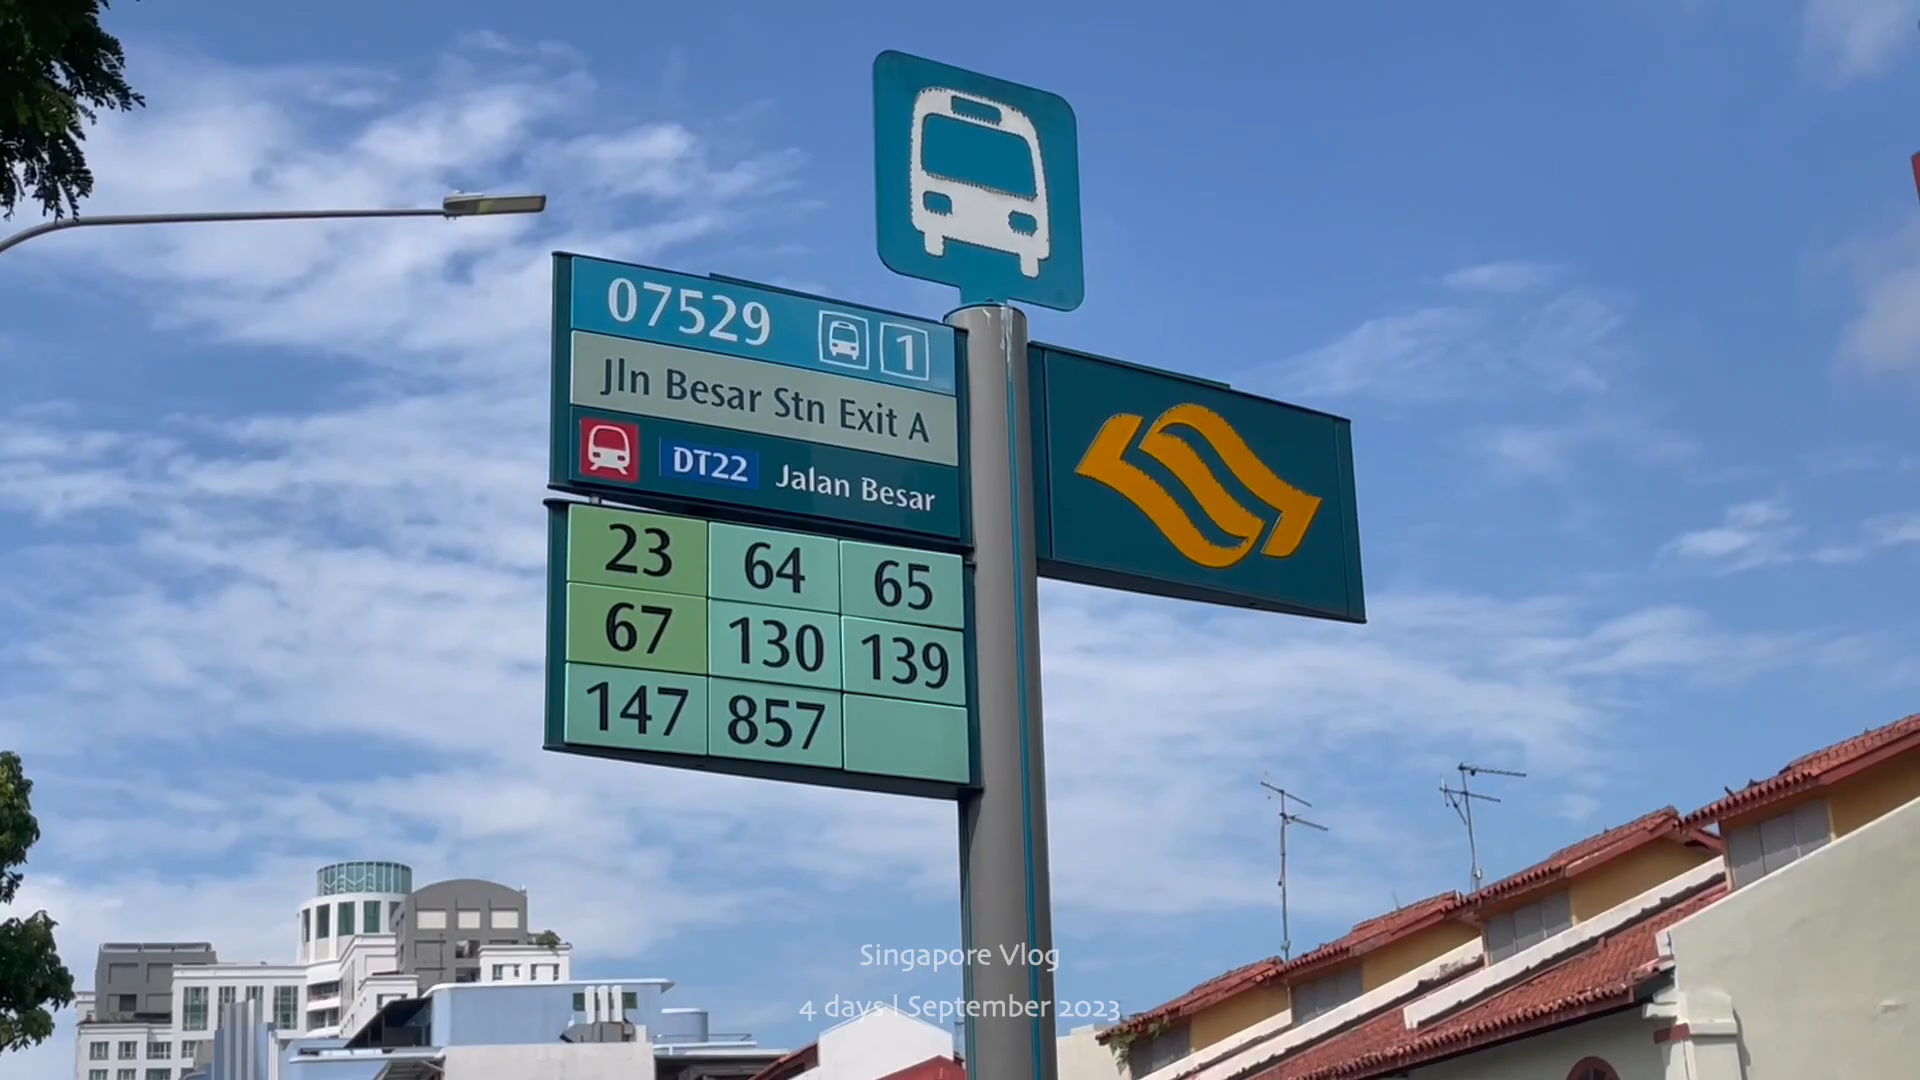 07529 1
Jln Besar Stn Exit A
DT22 Jalan Besar
23 64 65
67 130 139
147 857
Singapore Vlog
4 days | September 2023